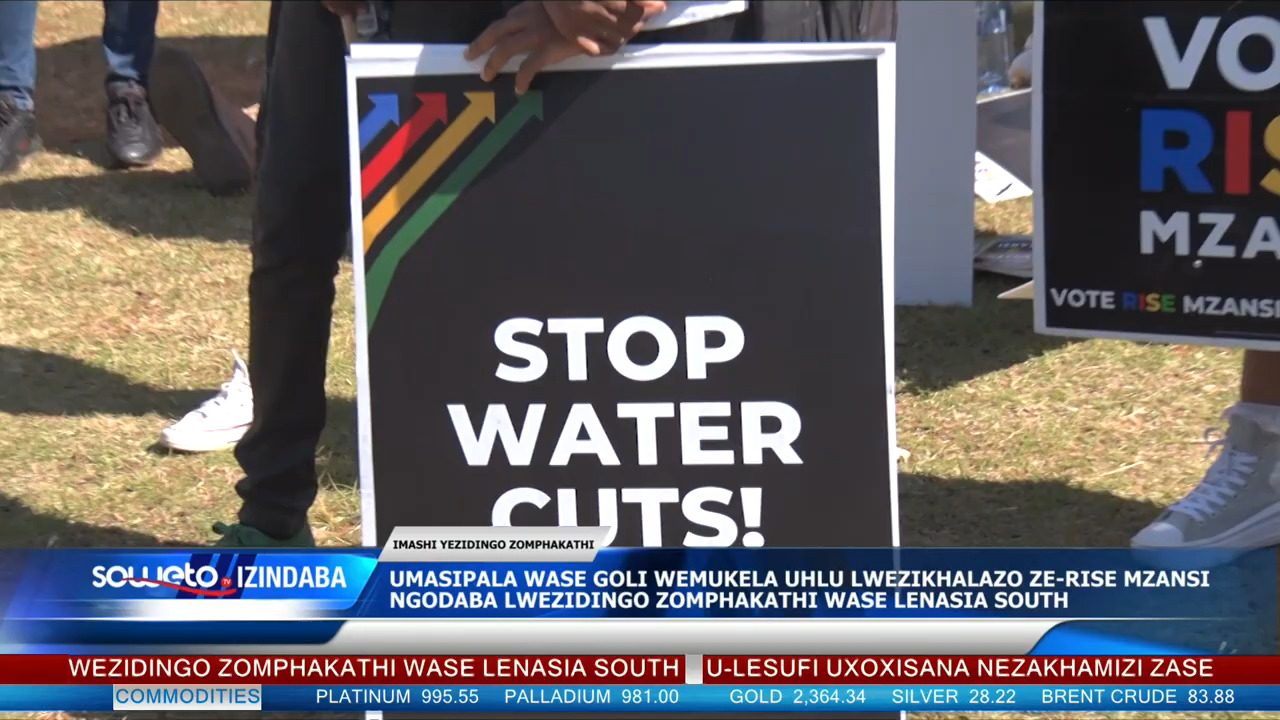 STOP
WATER
CUTS!
VO
RIS
MZA
VOTE RISE MZANSI
IMASHI YEZIDINGO ZOMPHAKATHI
soweto TV IZINDABA
UMASIPALA WASE GOLI WEMUKELA UHLU LWEZIKHALAZO ZE-RISE MZANSI
NGODABA LWEZIDINGO ZOMPHAKATHI WASE LENASIA SOUTH
WEZIDINGO ZOMPHAKATHI WASE LENASIA SOUTH U-LESUFI UXOXISANA NEZAKHAMIZI ZASE
COMMODITIES PLATINUM 995.55 PALLADIUM 981.00 GOLD 2,364.34 SILVER 28.22 BRENT CRUDE 83.88